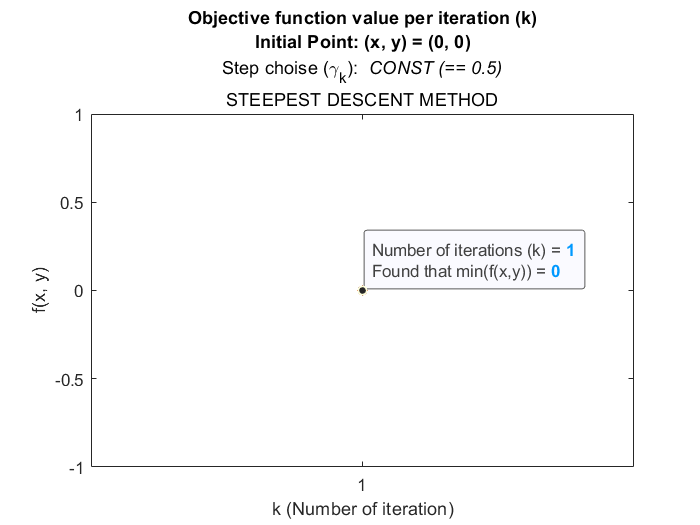 Objective function value per iteration (k)
Initial Point: (x, y) = (0, 0)
Step choise (γk): CONST (== 0.5)
STEEPEST DESCENT METHOD
1
0.5
0
-0.5
-1
f(x, y)
Number of iterations (k) = 1
Found that min(f(x,y)) = 0
1
k (Number of iteration)